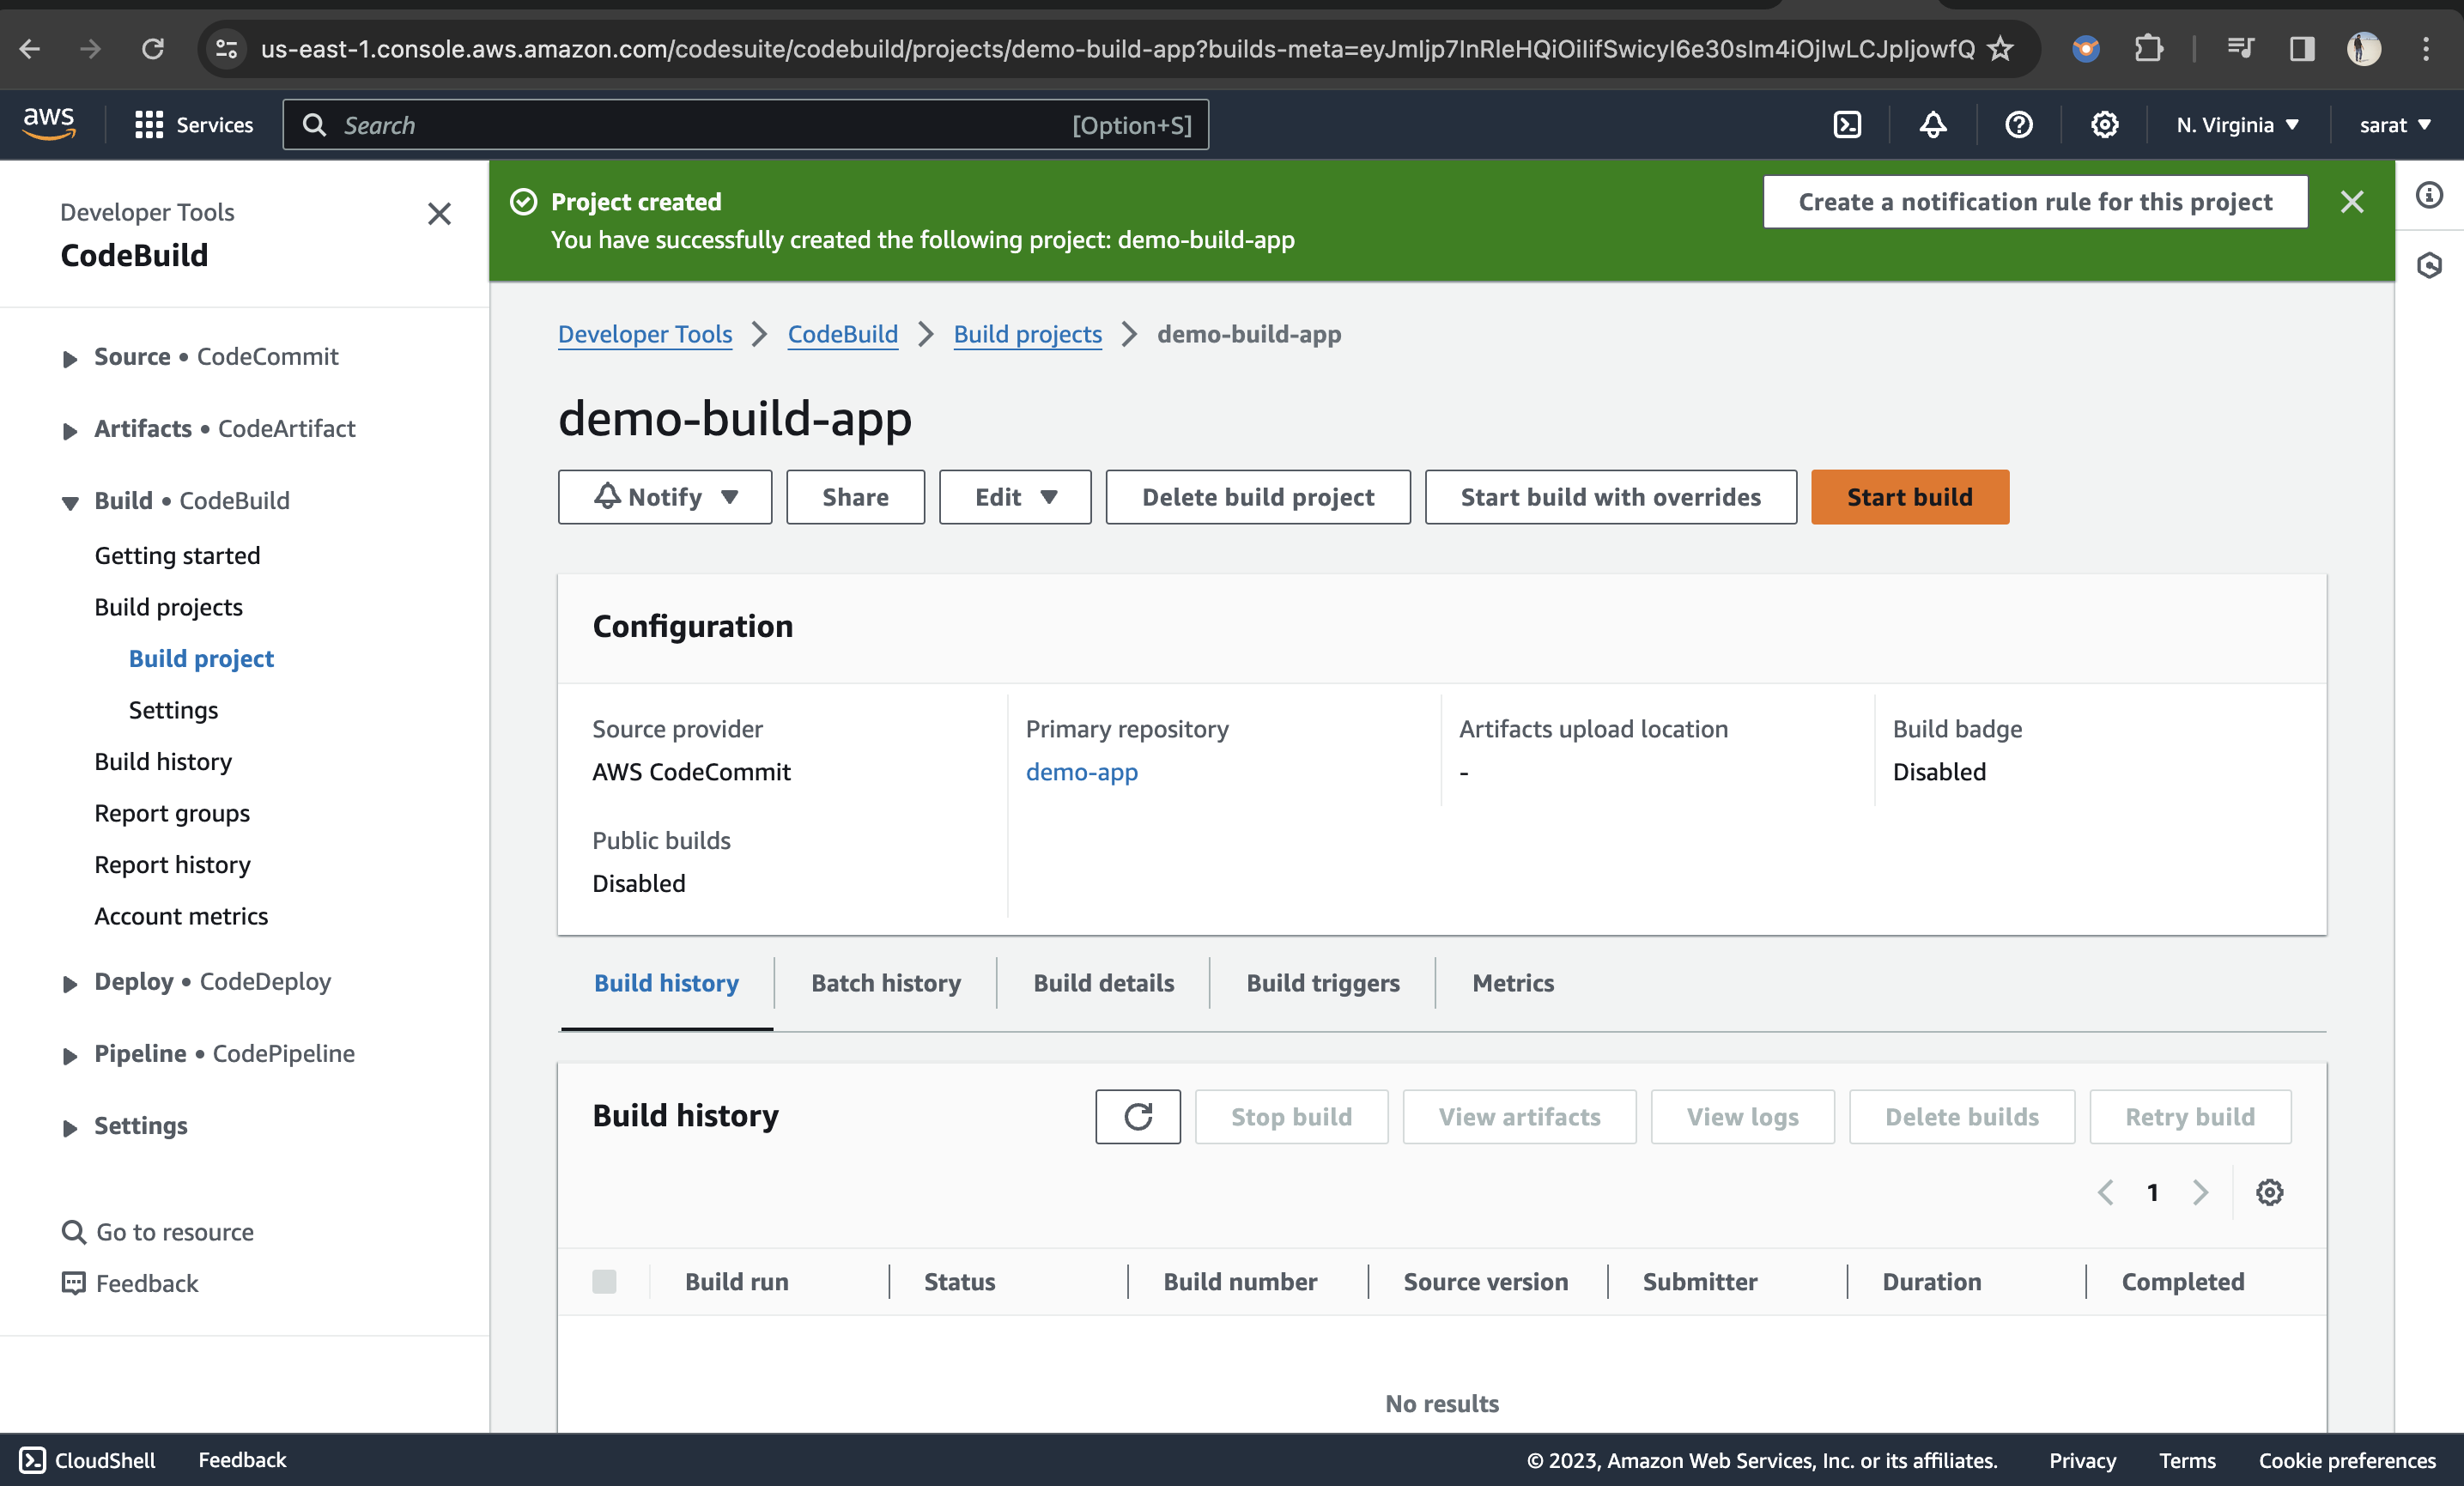 us-east-1.console.aws.amazon.com/codesuite/codebuild/projects/demo-build-app?builds-meta=eyJmIjp7InRleHQiOiIifSwicyI6e30sIm4iOjIwLCJpIjowfQ
aws
Services
Search
[Option+S]
N. Virginia
sarat
Developer Tools
CodeBuild
Source • CodeCommit
Artifacts • CodeArtifact
Build • CodeBuild
Getting started
Build projects
Build project
Settings
Build history
Report groups
Report history
Account metrics
Deploy • CodeDeploy
Pipeline • CodePipeline
Settings
Go to resource
Feedback
Project created
You have successfully created the following project: demo-build-app
Create a notification rule for this project
Developer Tools
CodeBuild
Build projects
demo-build-app
demo-build-app
Notify
Share
Edit
Delete build project
Start build with overrides
Start build
Configuration
Source provider
AWS CodeCommit
Primary repository
demo-app
Artifacts upload location
-
Build badge
Disabled
Public builds
Disabled
Build history
Batch history
Build details
Build triggers
Metrics
Build history
Stop build
View artifacts
View logs
Delete builds
Retry build
1
Build run
Status
Build number
Source version
Submitter
Duration
Completed
No results
CloudShell
Feedback
© 2023, Amazon Web Services, Inc. or its affiliates.
Privacy
Terms
Cookie preferences